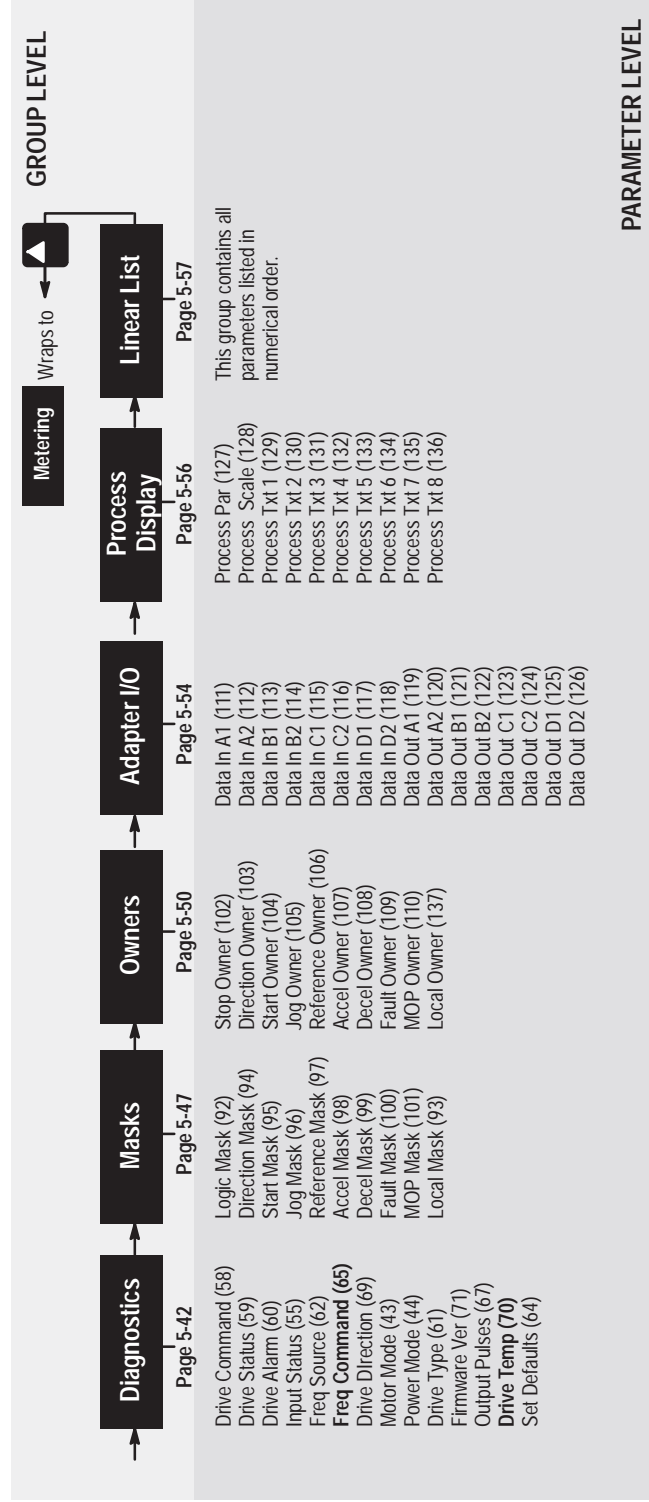 GROUP LEVEL
Metering
Wraps to
Diagnostics
Page 5-42
Drive Command (58)
Drive Status (59)
Drive Alarm (60)
Input Status (55)
Freq Source (62)
Freq Command (65)
Drive DIrection (69)
Motor Mode (43)
Power Mode (44)
Drive Type (61)
Firmware Ver (71)
Output Pulses (67)
Drive Temp (70)
Set Defaults (64)
Masks
Page 5-47
Logic Mask (92)
Direction Mask (94)
Start Mask (95)
Jog Mask (96)
Reference Mask (97)
Accel Mask (98)
Decel Mask (99)
Fault Mask (100)
MOP Mask (101)
Local Mask (93)
Owners
Page 5-50
Stop Owner (102)
Direction Owner (103)
Start Owner (104)
Jog Owner (105)
Reference Owner (106)
Accel Owner (107)
Decel Owner (108)
Fault Owner (109)
MOP Owner (110)
Local Owner (137)
Adapter I/O
Page 5-54
Data In A1 (111)
Data In A2 (112)
Data In B1 (113)
Data In B2 (114)
Data In C1 (115)
Data In C2 (116)
Data In D1 (117)
Data In D2 (118)
Data Out A1 (119)
Data Out A2 (120)
Data Out B1 (121)
Data Out B2 (122)
Data Out C1 (123)
Data Out C2 (124)
Data Out D1 (125)
Data Out D2 (126)
Process
Display
Page 5-56
Process Par (127)
Process Scale (128)
Process Txt 1 (129)
Process Txt 2 (130)
Process Txt 3 (131)
Process Txt 4 (132)
Process Txt 5 (133)
Process Txt 6 (134)
Process Txt 7 (135)
Process Txt 8 (136)
Linear List
Page 5-57
This group contains all
parameters listed in
numerical order.
PARAMETER LEVEL